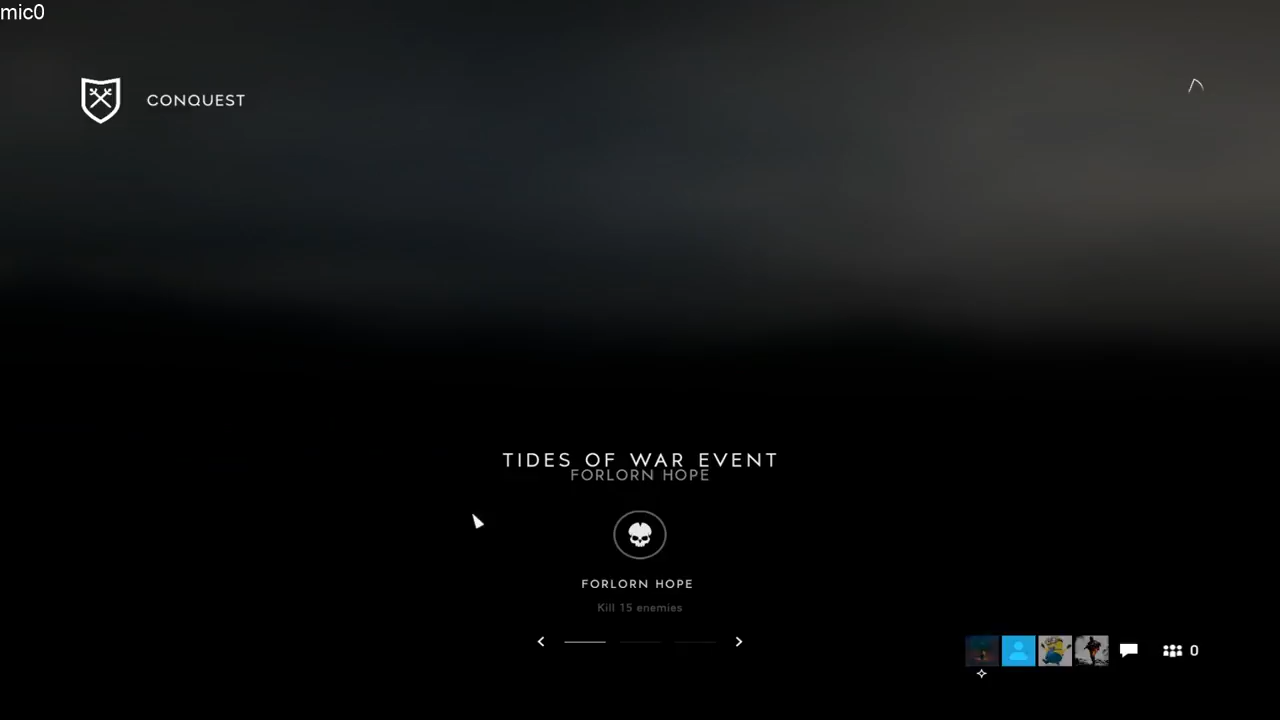 mic0
CONQUEST
TIDES OF WAR EVENT
FORLORN HOPE
FORLORN HOPE
Kill 15 enemies
0